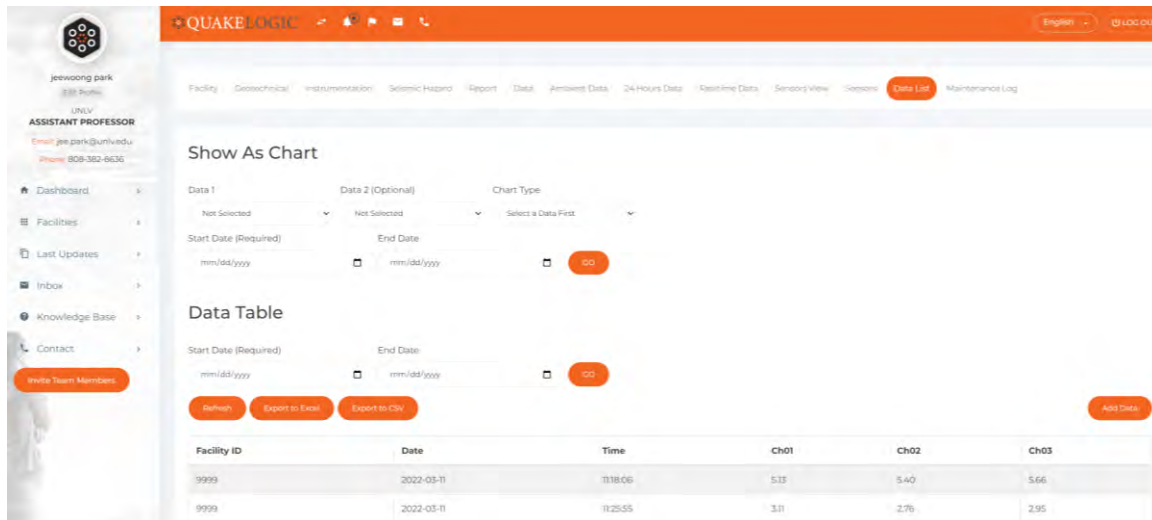 QUAKELOGIC
English
LOG OU
jeewoong park
Edit Profile
UNLV
ASSISTANT PROFESSOR
Email: jee.park@unlv.edu
Phone: 808-382-8636
Dashboard
Facilities
Last Updates
Inbox
Knowledge Base
Contact
Invite Team Members
Facility Geotechnical Instrumentation Seismic Hazard Report Data Ambient Data 24 Hours Data Realtime Data Sensors View Sensors Data List Maintenance Log
Show As Chart
Data 1 Data 2 (Optional) Chart Type
Not Selected Not Selected Select a Data First
Start Date (Required) End Date
mm/dd/yyyy mm/dd/yyyy GO
Data Table
Start Date (Required) End Date
mm/dd/yyyy mm/dd/yyyy GO
Refresh Export to Excel Export to CSV Add Data
Facility ID Date Time Ch01 Ch02 Ch03
9999 2022-03-11 11:18:06 5.13 5.40 5.66
9999 2022-03-11 11:25:55 3.11 2.76 2.95